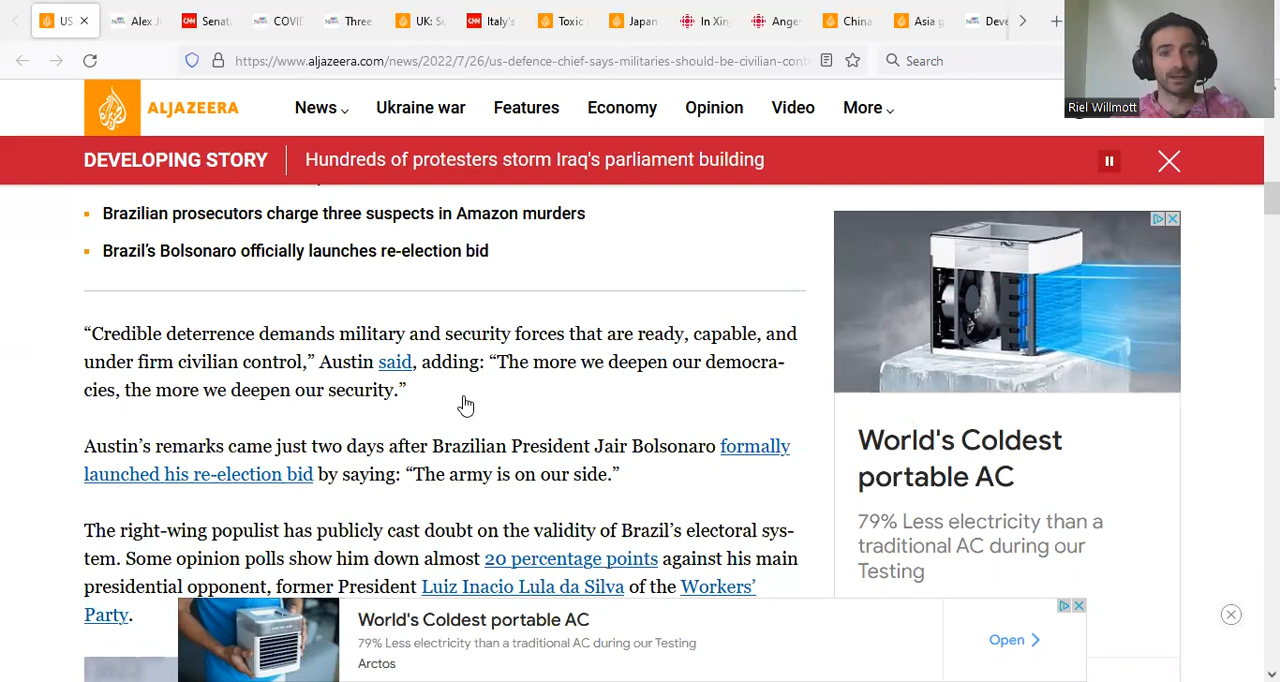 US
Alex J
Senat
COVI
Three
UK: S
Italy's
Toxic
Japan
In Xin
Ange
China
Asia g
Deve
https://www.aljazeera.com/news/2022/7/26/us-defence-chief-says-militaries-should-be-civilian-cont
Search
Riel Willmott
ALJAZEERA
News
Ukraine war
Features
Economy
Opinion
Video
More
DEVELOPING STORY
Hundreds of protesters storm Iraq's parliament building
Brazilian prosecutors charge three suspects in Amazon murders
Brazil's Bolsonaro officially launches re-election bid
“Credible deterrence demands military and security forces that are ready, capable, and
under firm civilian control,” Austin said, adding: “The more we deepen our democra-
cies, the more we deepen our security.”
Austin’s remarks came just two days after Brazilian President Jair Bolsonaro formally
launched his re-election bid by saying: “The army is on our side.”
The right-wing populist has publicly cast doubt on the validity of Brazil’s electoral sys-
tem. Some opinion polls show him down almost 20 percentage points against his main
presidential opponent, former President Luiz Inacio Lula da Silva of the Workers’
Party.
World's Coldest
portable AC
79% Less electricity than a
traditional AC during our
Testing
World's Coldest portable AC
79% Less electricity than a traditional AC during our Testing
Arctos
Open